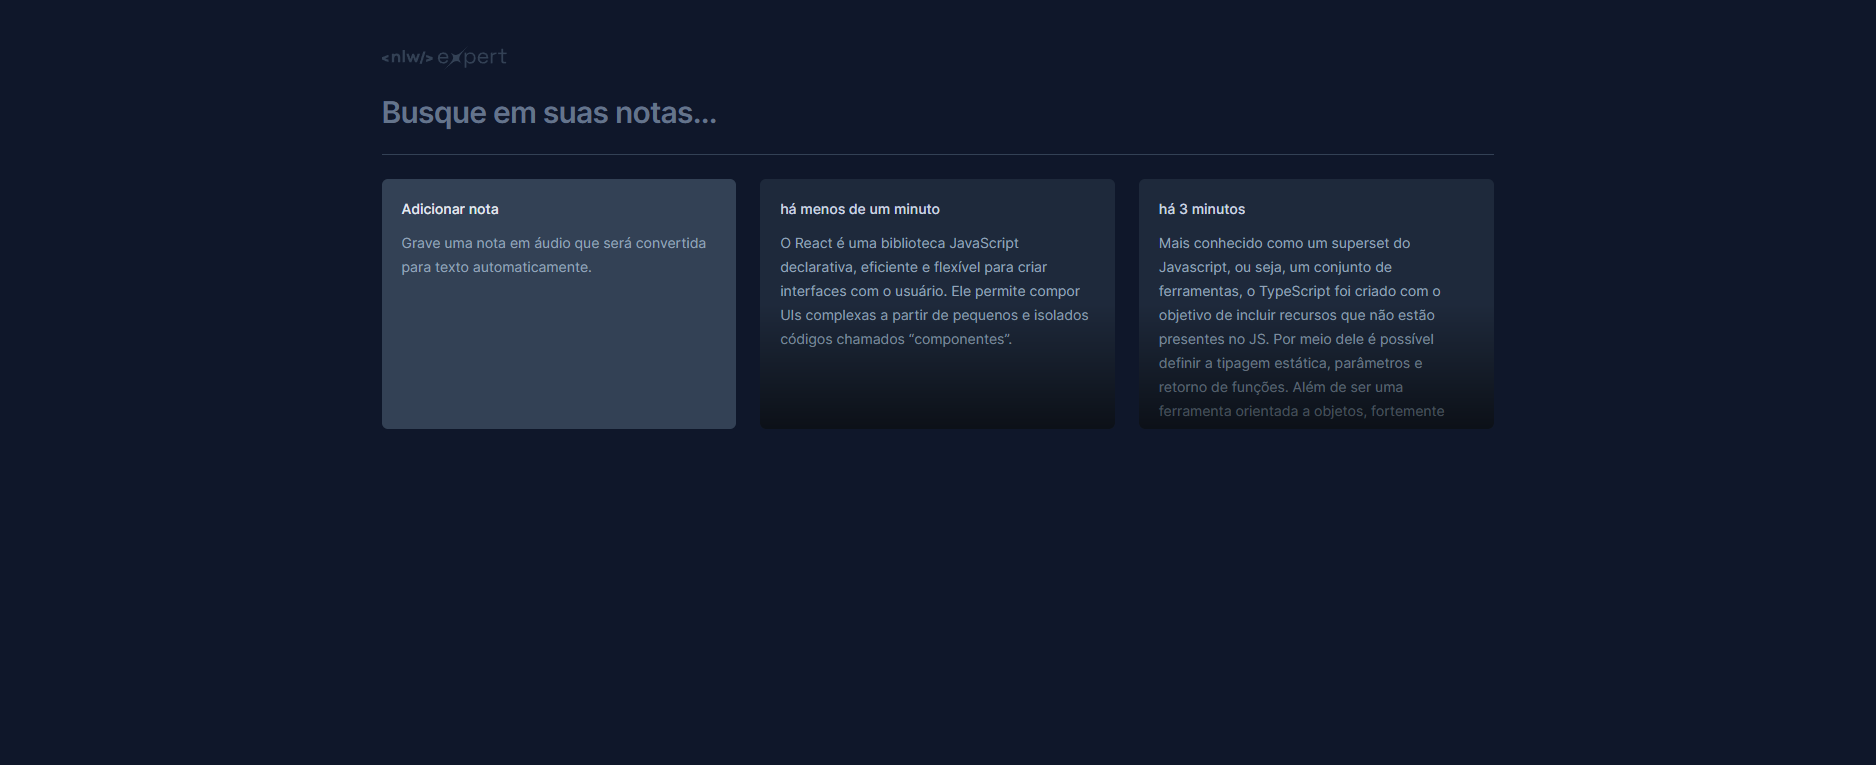 <nlw/> expert
Busque em suas notas...
Adicionar nota
Grave uma nota em áudio que será convertida
para texto automaticamente.
há menos de um minuto
O React é uma biblioteca JavaScript
declarativa, eficiente e flexível para criar
interfaces com o usuário. Ele permite compor
UIs complexas a partir de pequenos e isolados
códigos chamados “componentes”.
há 3 minutos
Mais conhecido como um superset do
Javascript, ou seja, um conjunto de
ferramentas, o TypeScript foi criado com o
objetivo de incluir recursos que não estão
presentes no JS. Por meio dele é possível
definir a tipagem estática, parâmetros e
retorno de funções. Além de ser uma
ferramenta orientada a objetos, fortemente